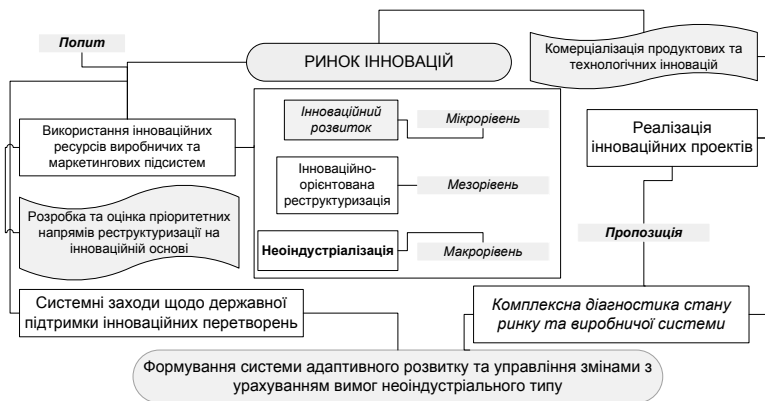 Попит
РИНОК ІННОВАЦІЙ
Комерціалізація продуктових та
технологічних інновацій
Використання інноваційних
ресурсів виробничих та
маркетингових підсистем
Інноваційний
розвиток
Мікрорівень
Реалізація
інноваційних проектів
Інноваційно-
орієнтована
реструктуризація
Мезорівень
Розробка та оцінка пріоритетних
напрямів реструктуризації на
інноваційній основі
Неоіндустріалізація
Макрорівень
Пропозиція
Системні заходи щодо державної
підтримки інноваційних перетворень
Комплексна діагностика стану
ринку та виробничої системи
Формування системи адаптивного розвитку та управління змінами з
урахуванням вимог неоіндустріального типу